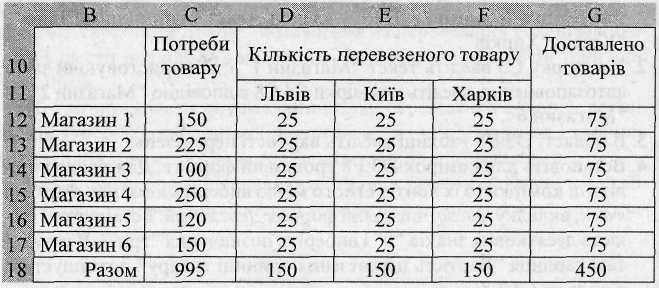 B C D E F G
10 Потреби товару Кількість перевезеного товару Доставлено товарів
11 Львів Київ Харків
12 Магазин 1 150 25 25 25 75
13 Магазин 2 225 25 25 25 75
14 Магазин 3 100 25 25 25 75
15 Магазин 4 250 25 25 25 75
16 Магазин 5 120 25 25 25 75
17 Магазин 6 150 25 25 25 75
18 Разом 995 150 150 150 450